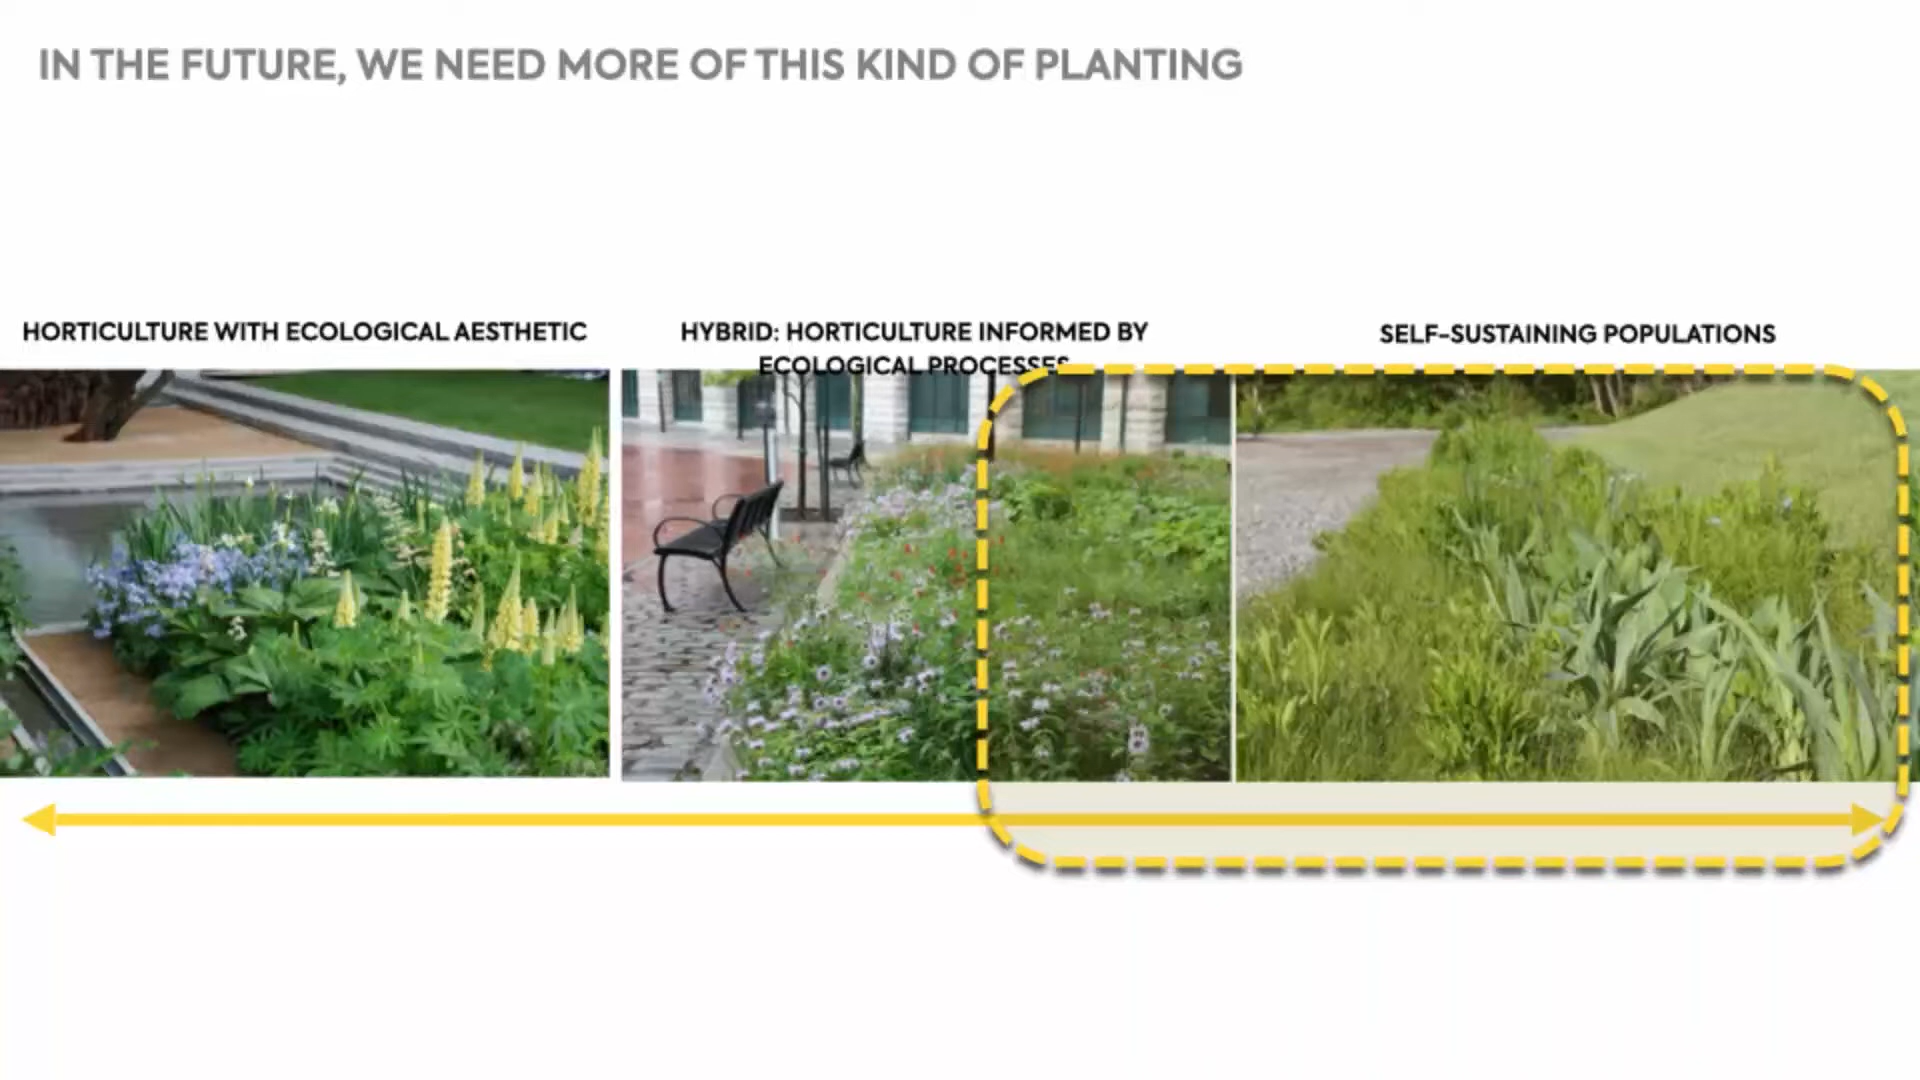 IN THE FUTURE, WE NEED MORE OF THIS KIND OF PLANTING
HORTICULTURE WITH ECOLOGICAL AESTHETIC
HYBRID: HORTICULTURE INFORMED BY
ECOLOGICAL PROCESSES
SELF-SUSTAINING POPULATIONS